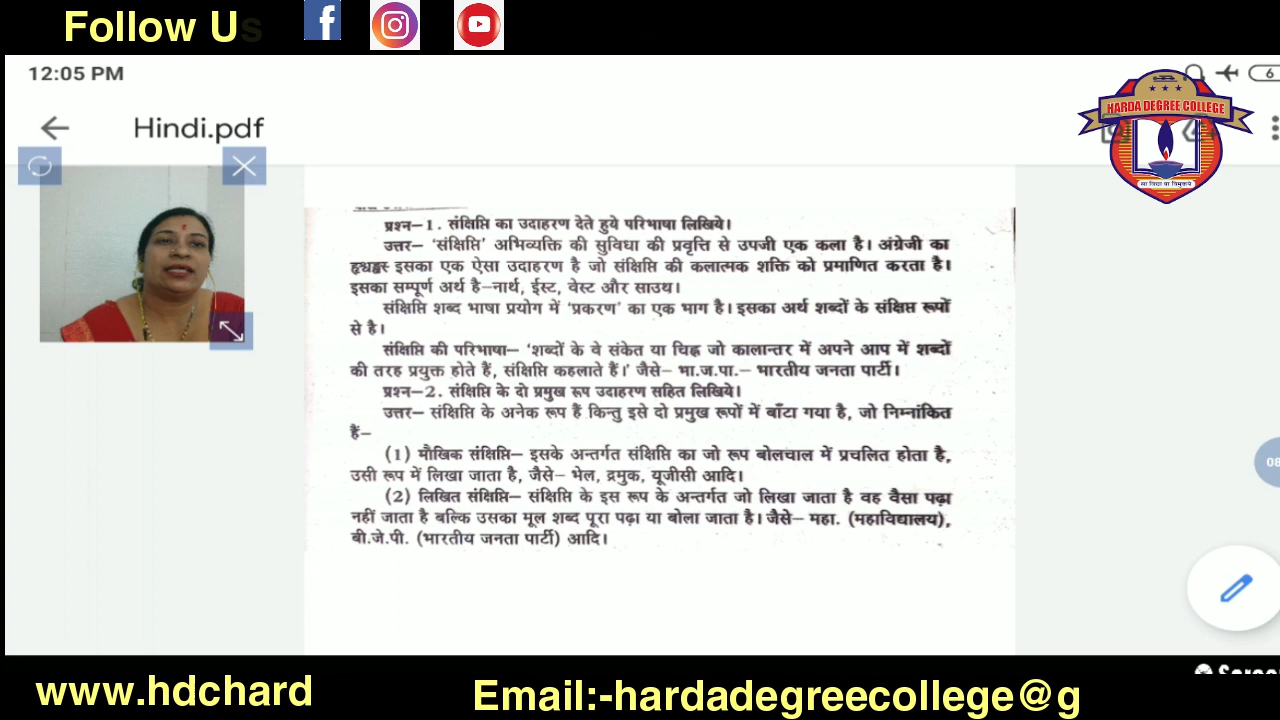 Follow Us
12:05 PM
6
HARDA DEGREE COLLEGE
Hindi.pdf
सा विद्या या विमुक्तये
प्रश्न–1. संक्षिप्ति का उदाहरण देते हुये परिभाषा लिखिये।
उत्तर– 'संक्षिप्ति' अभिव्यक्ति की सुविधा की प्रवृत्ति से उपजी एक कला है। अंग्रेजी का
इसका एक ऐसा उदाहरण है जो संक्षिप्ति की कलात्मक शक्ति को प्रमाणित करता है।
इसका सम्पूर्ण अर्थ है–नार्थ, ईस्ट, वेस्ट और साउथ।
संक्षिप्ति शब्द भाषा प्रयोग में 'प्रकरण' का एक भाग है। इसका अर्थ शब्दों के संक्षिप्त रूपों
से है।
संक्षिप्ति की परिभाषा– 'शब्दों के वे संकेत या चिह्न जो कालान्तर में अपने आप में शब्दों
की तरह प्रयुक्त होते हैं, संक्षिप्ति कहलाते हैं।' जैसे– भा.ज.पा.– भारतीय जनता पार्टी।
प्रश्न–2. संक्षिप्ति के दो प्रमुख रूप उदाहरण सहित लिखिये।
उत्तर– संक्षिप्ति के अनेक रूप हैं किन्तु इसे दो प्रमुख रूपों में बाँटा गया है, जो निम्नांकित
हैं–
(1) मौखिक संक्षिप्ति– इसके अन्तर्गत संक्षिप्ति का जो रूप बोलचाल में प्रचलित होता है,
उसी रूप में लिखा जाता है, जैसे– भेल, द्रमुक, यूजीसी आदि।
(2) लिखित संक्षिप्ति– संक्षिप्ति के इस रूप के अन्तर्गत जो लिखा जाता है वह वैसा पढ़ा
नहीं जाता है बल्कि उसका मूल शब्द पूरा पढ़ा या बोला जाता है। जैसे– महा. (महाविद्यालय),
बी.जे.पी. (भारतीय जनता पार्टी) आदि।
08
www.hdchard
Email:-hardadegreecollege@g